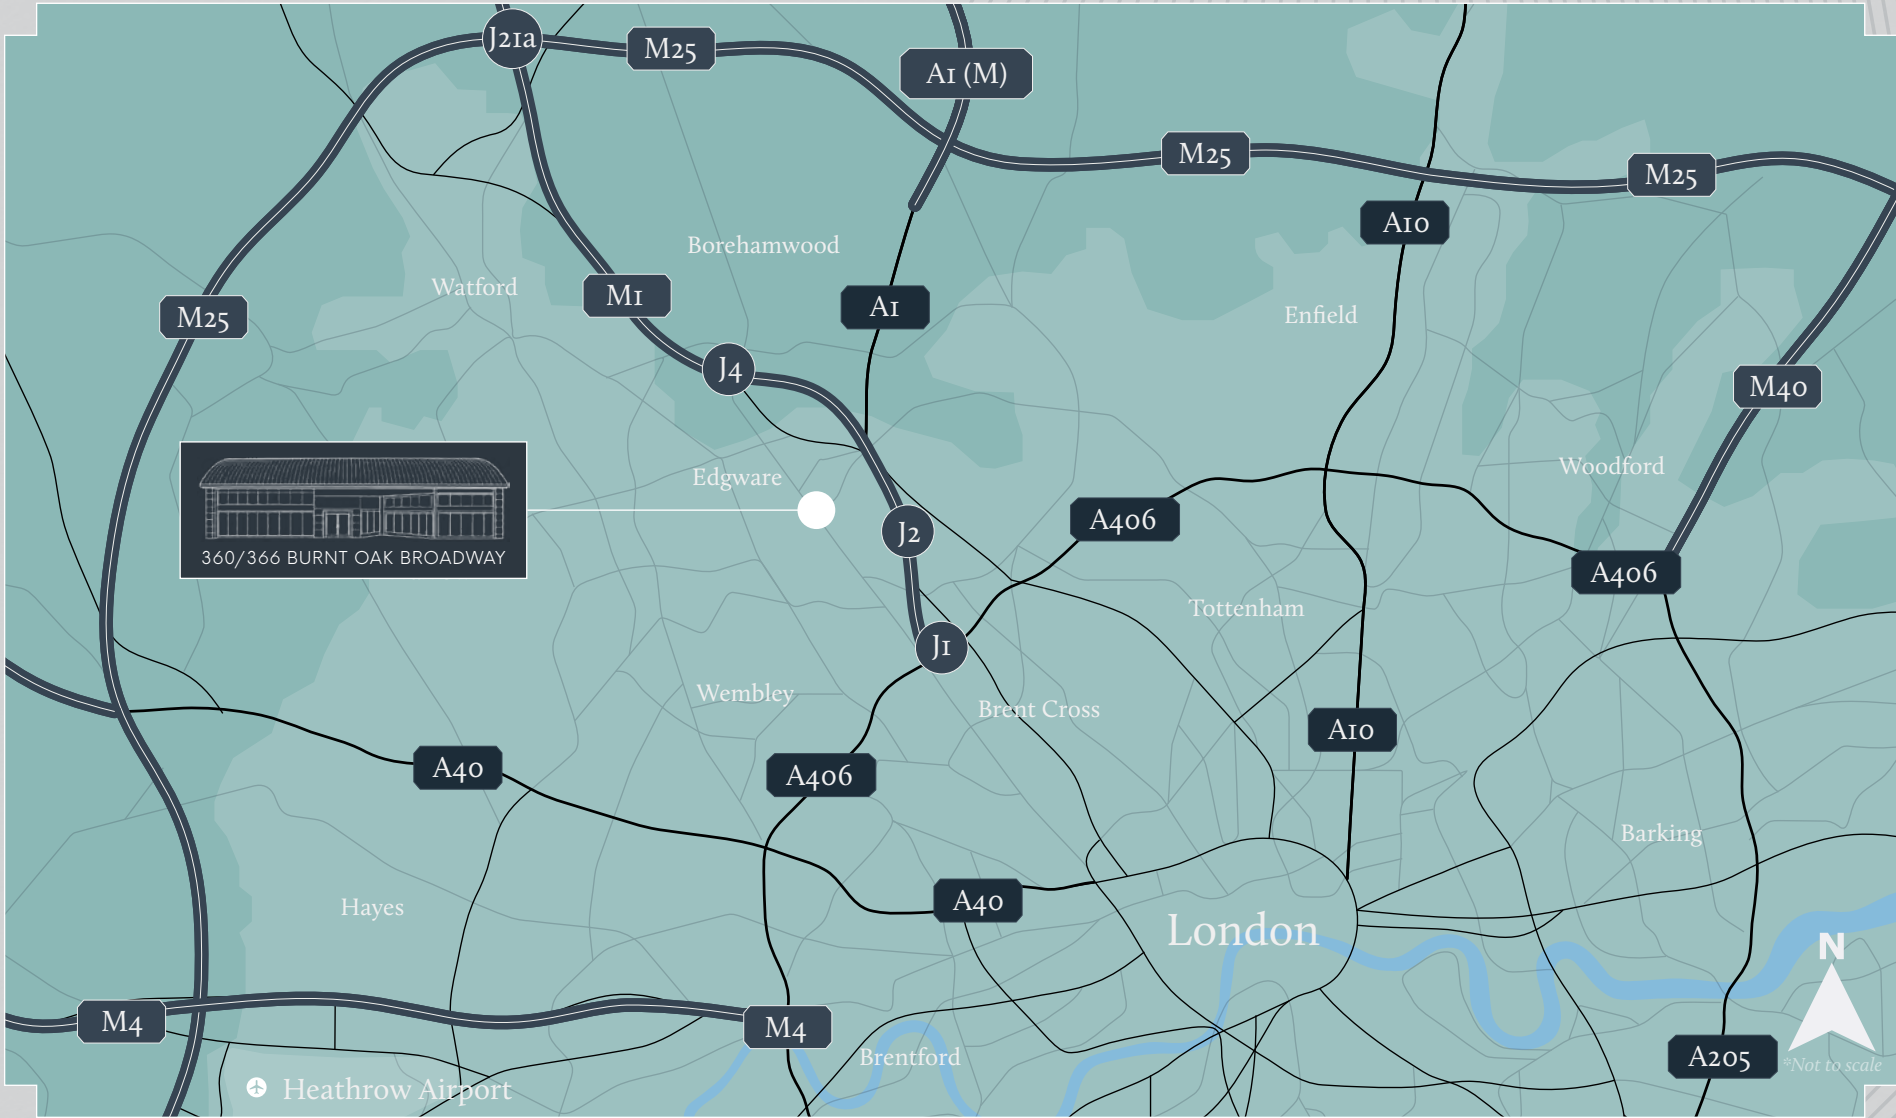 J21a
M25
A1 (M)
M25
M25
A10
Borehamwood
Watford
M1
A1
Enfield
M25
J4
M40
Edgware
Woodford
A406
J2
360/366 BURNT OAK BROADWAY
A406
Tottenham
J1
Wembley
Brent Cross
A10
A40
A406
Barking
A40
Hayes
London
N
M4
M4
Brentford
A205
*Not to scale
Heathrow Airport